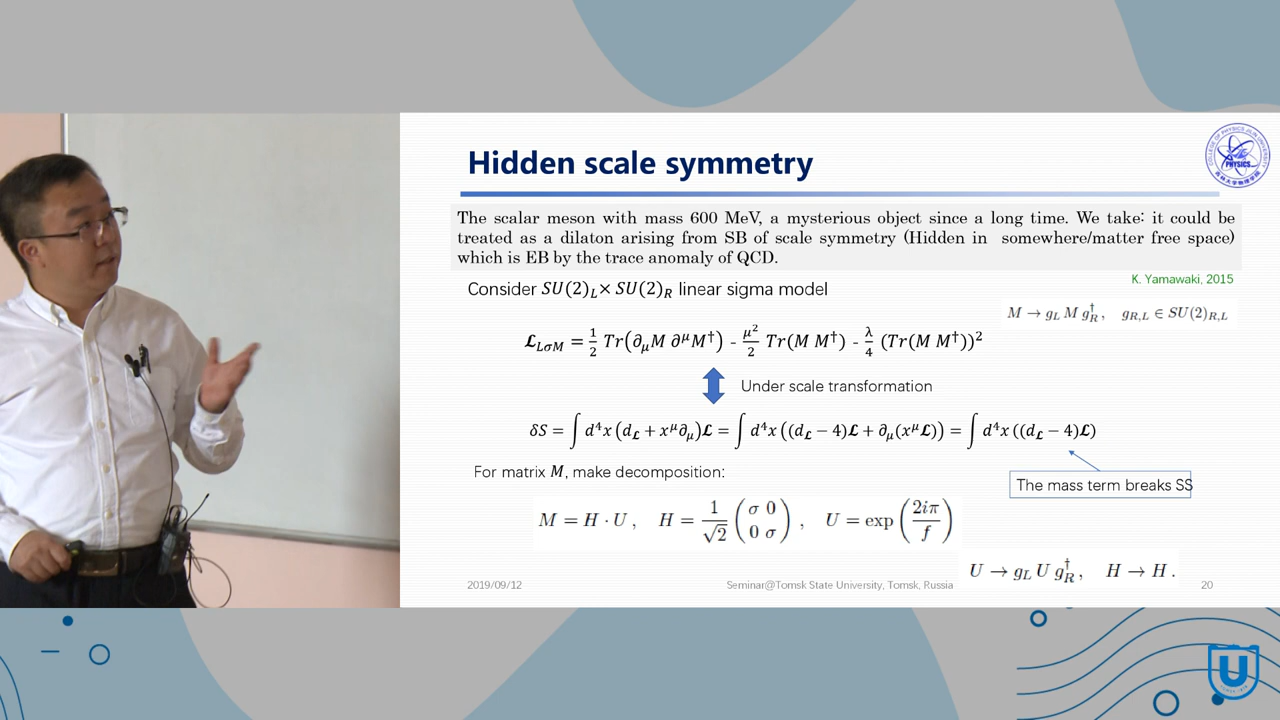 Hidden scale symmetry
The scalar meson with mass 600 MeV, a mysterious object since a long time. We take: it could be
treated as a dilaton arising from SB of scale symmetry (Hidden in somewhere/matter free space)
which is EB by the trace anomaly of QCD.
K. Yamawaki, 2015
Consider 𝑆𝑈(2)_L × 𝑆𝑈(2)_R linear sigma model
M → g_L M g_R^†, g_{R,L} ∈ SU(2)_{R,L}
ℒ_{LσM} = 1/2 Tr(∂_μ M ∂^μ M^†) - μ²/2 Tr(M M^†) - λ/4 (Tr(M M^†))²
Under scale transformation
δS = ∫ d⁴x (d_ℒ + x^μ ∂_μ)ℒ = ∫ d⁴x ((d_ℒ − 4)ℒ + ∂_μ(x^μ ℒ)) = ∫ d⁴x ((d_ℒ − 4)ℒ)
For matrix M, make decomposition:
The mass term breaks SS
M = H · U , H = 1/√2 (σ 0 0 σ) , U = exp (2iπ/f)
U → g_L U g_R^†, H → H .
2019/09/12
Seminar@Tomsk State University, Tomsk, Russia
20
PHYSICS